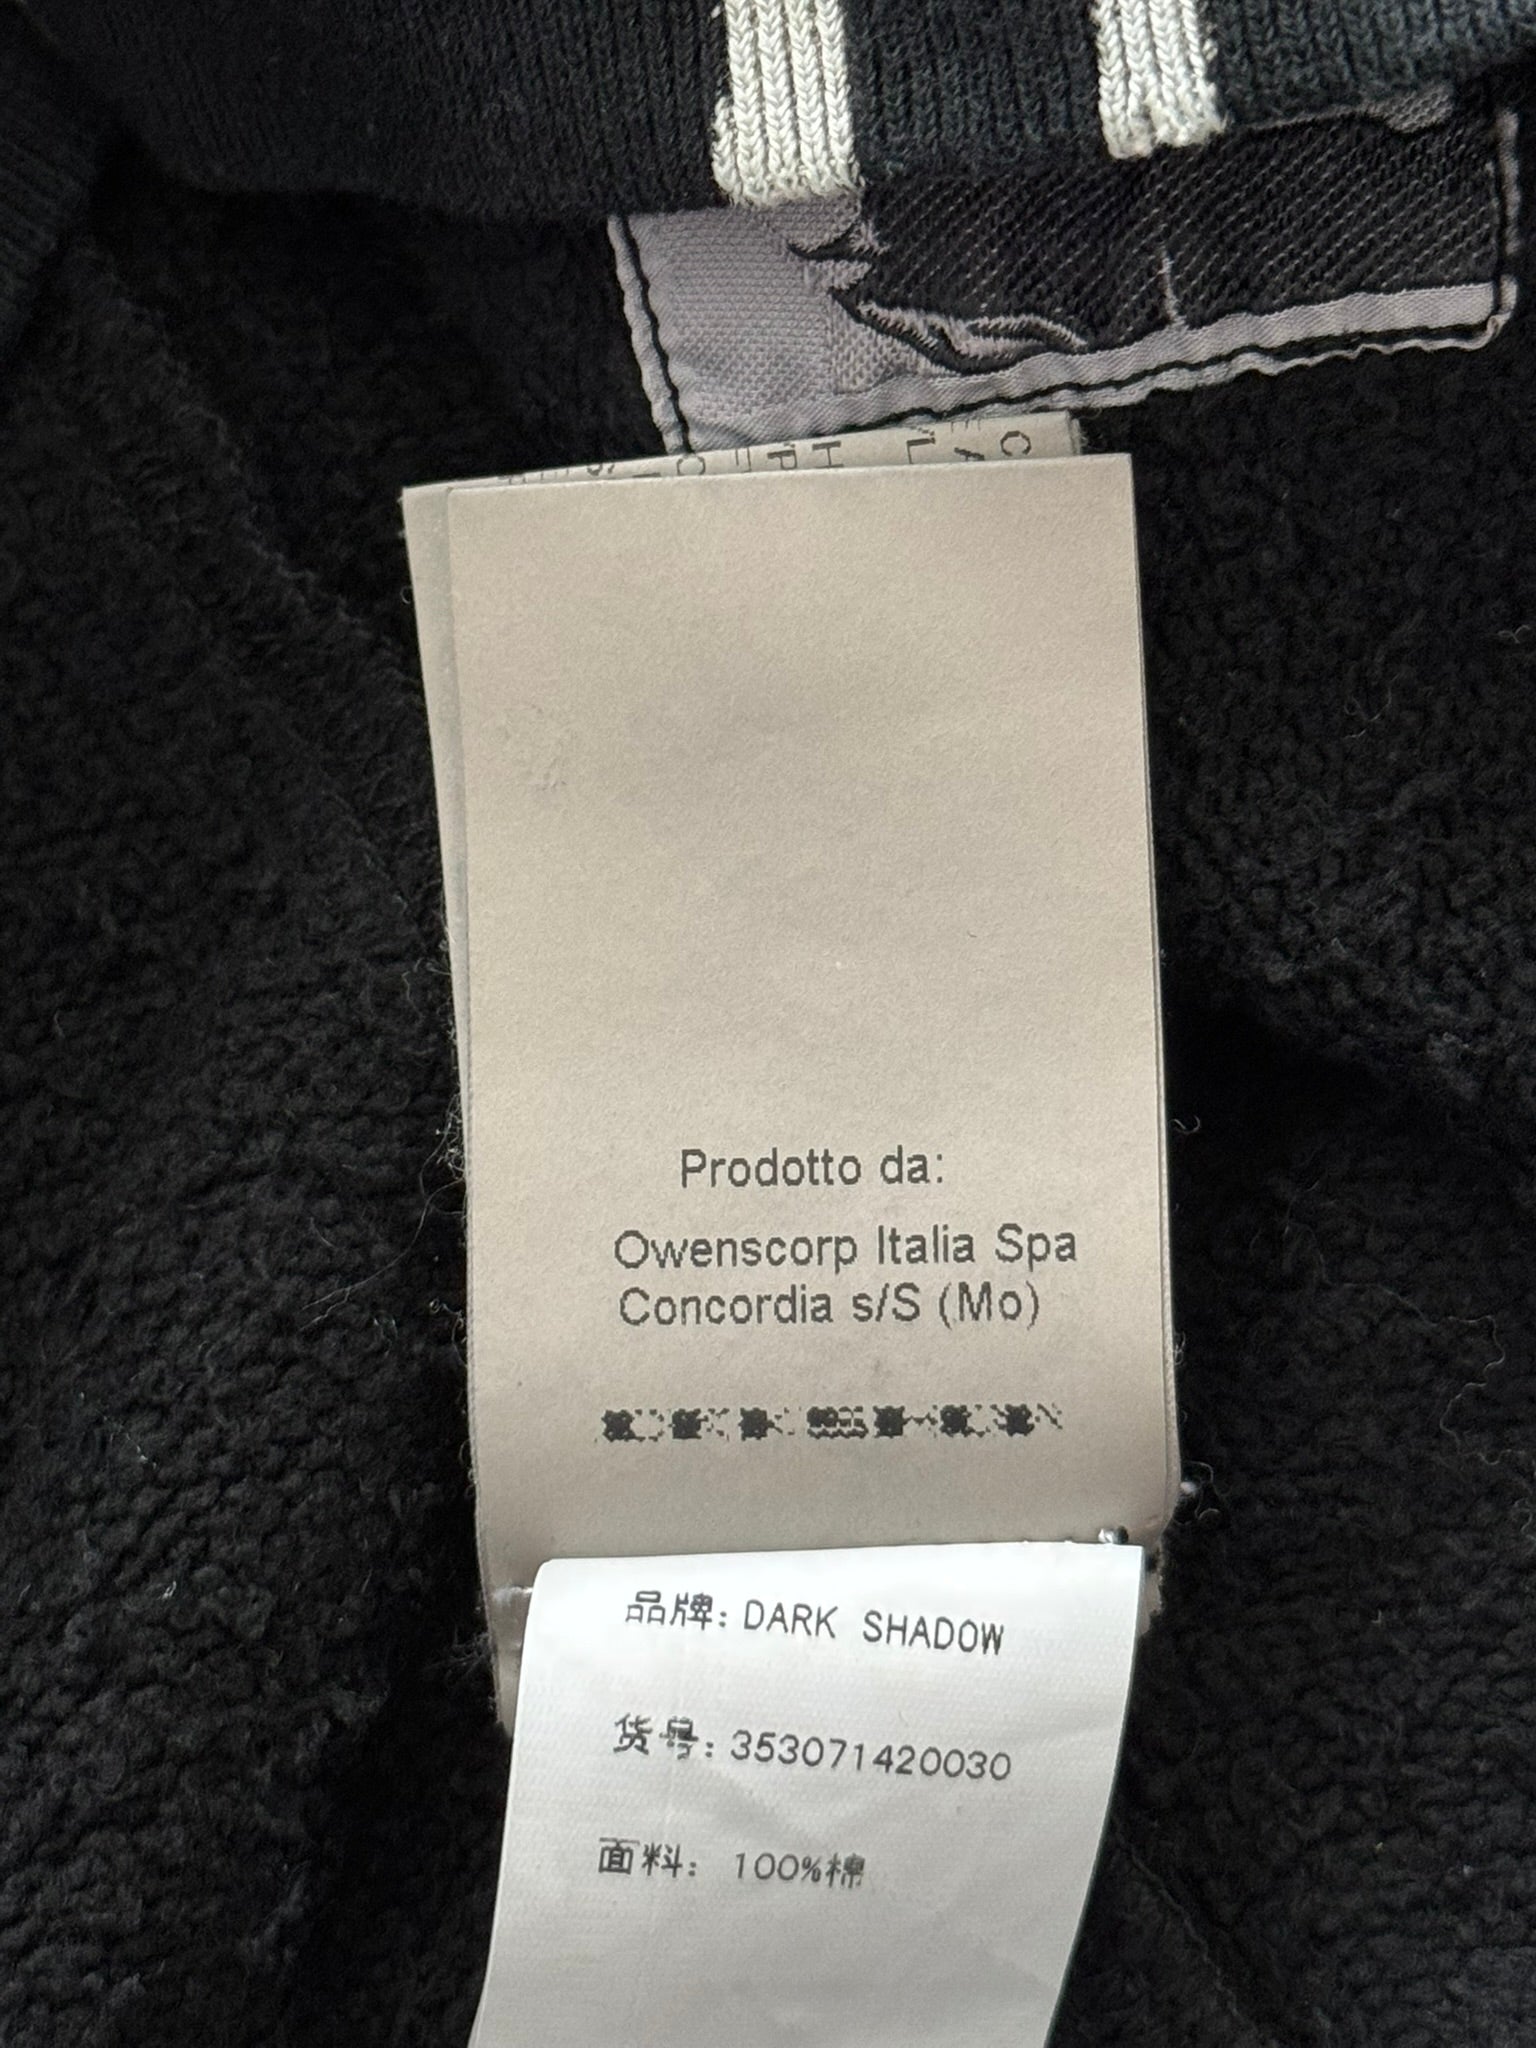 Prodotto da:
Owenscorp Italia Spa
Concordia s/S (Mo)
品牌: DARK SHADOW
货号: 353071420030
面料: 100%棉